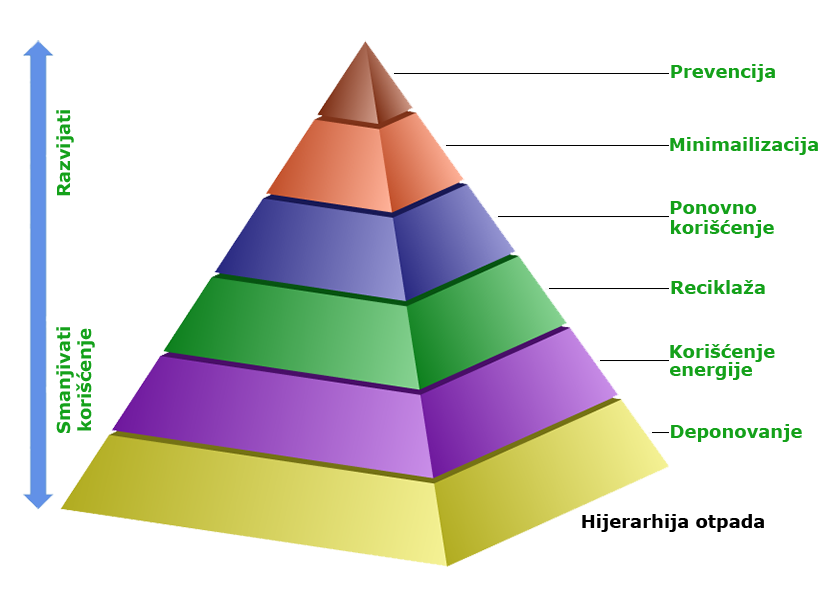 Razvijati
Smanjivati
korišćenje
Prevencija
Minimailizacija
Ponovno
korišćenje
Reciklaža
Korišćenje
energije
Deponovanje
Hijerarhija otpada